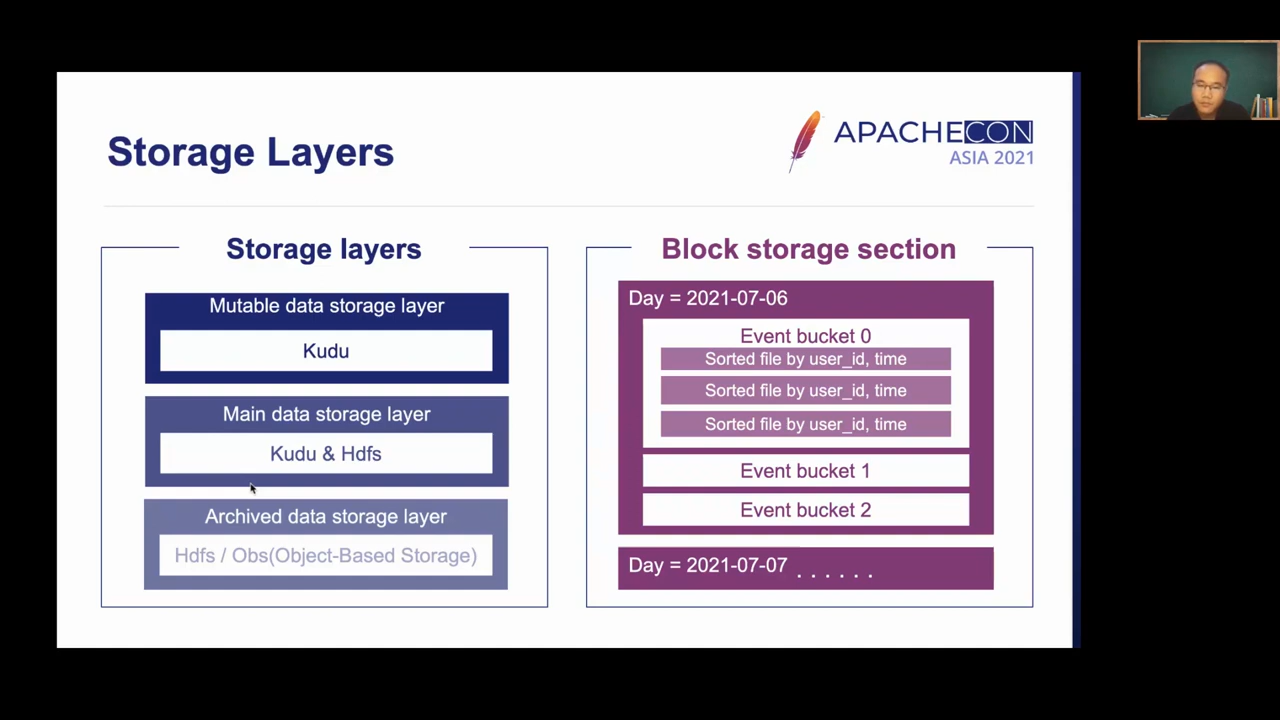 Storage Layers
APACHECON
ASIA 2021
Storage layers
Mutable data storage layer
Kudu
Main data storage layer
Kudu & Hdfs
Archived data storage layer
Hdfs / Obs(Object-Based Storage)
Block storage section
Day = 2021-07-06
Event bucket 0
Sorted file by user_id, time
Sorted file by user_id, time
Sorted file by user_id, time
Event bucket 1
Event bucket 2
Day = 2021-07-07 . . . . . .